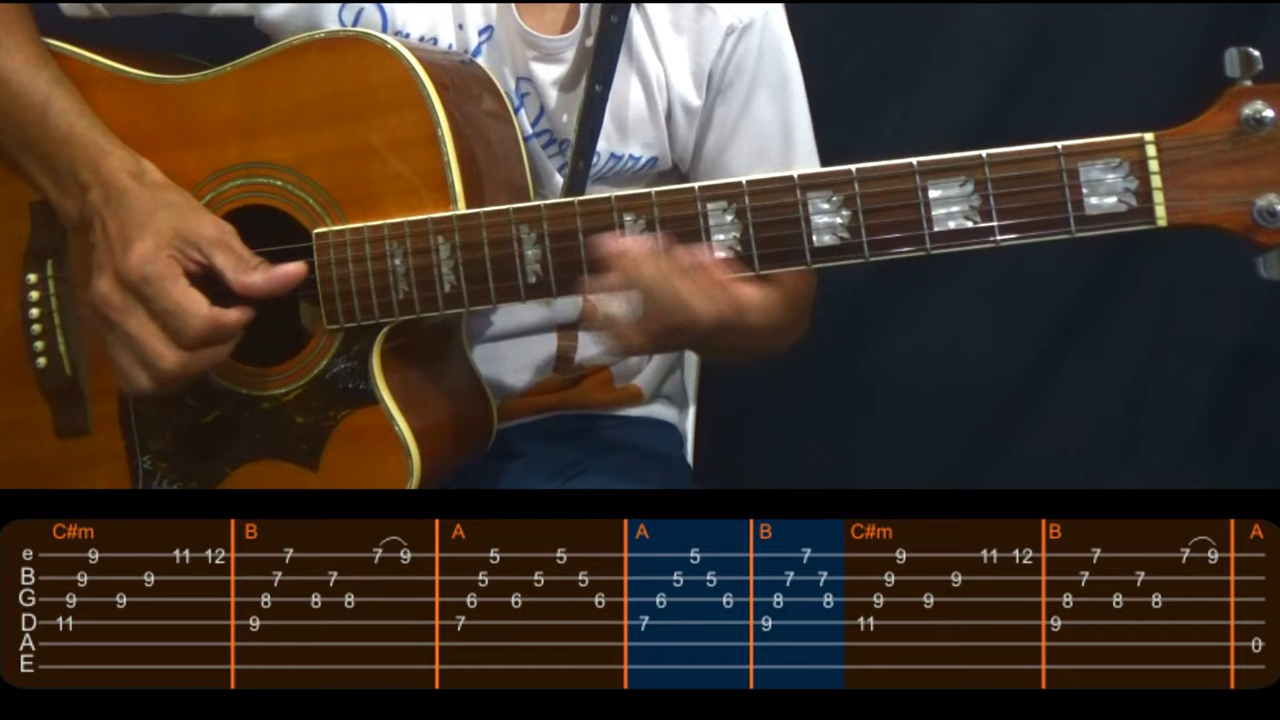 Daniel
Darezzo
C#m B A A B C#m B A
e 9 11 12 7 7 9 5 5 5 7 9 11 12 7 7 9
B 9 9 7 7 5 5 5 5 5 7 7 9 9 7 7
G 9 9 8 8 8 6 6 6 6 6 8 8 9 9 8 8 8
D 11 9 7 7 9 11 9
A 0
E